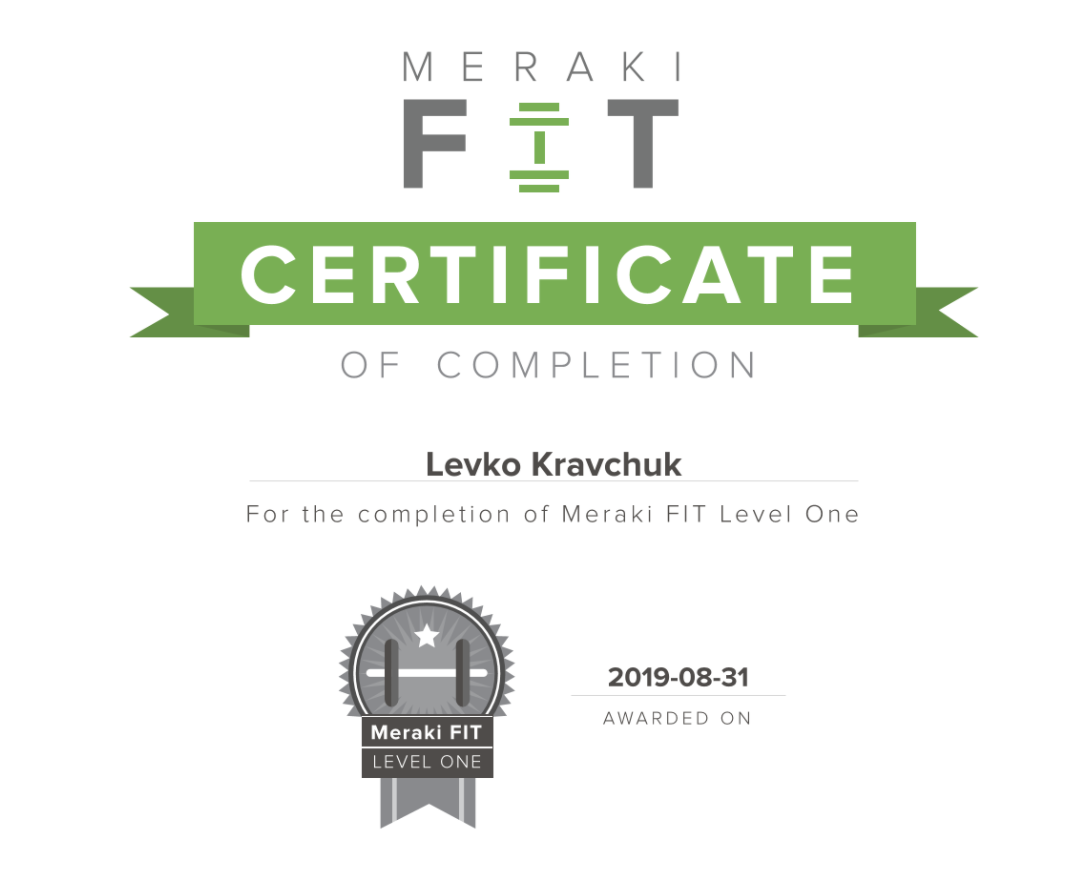 MERAKI
FIT
CERTIFICATE
OF COMPLETION
Levko Kravchuk
For the completion of Meraki FIT Level One
Meraki FIT
LEVEL ONE
2019-08-31
AWARDED ON